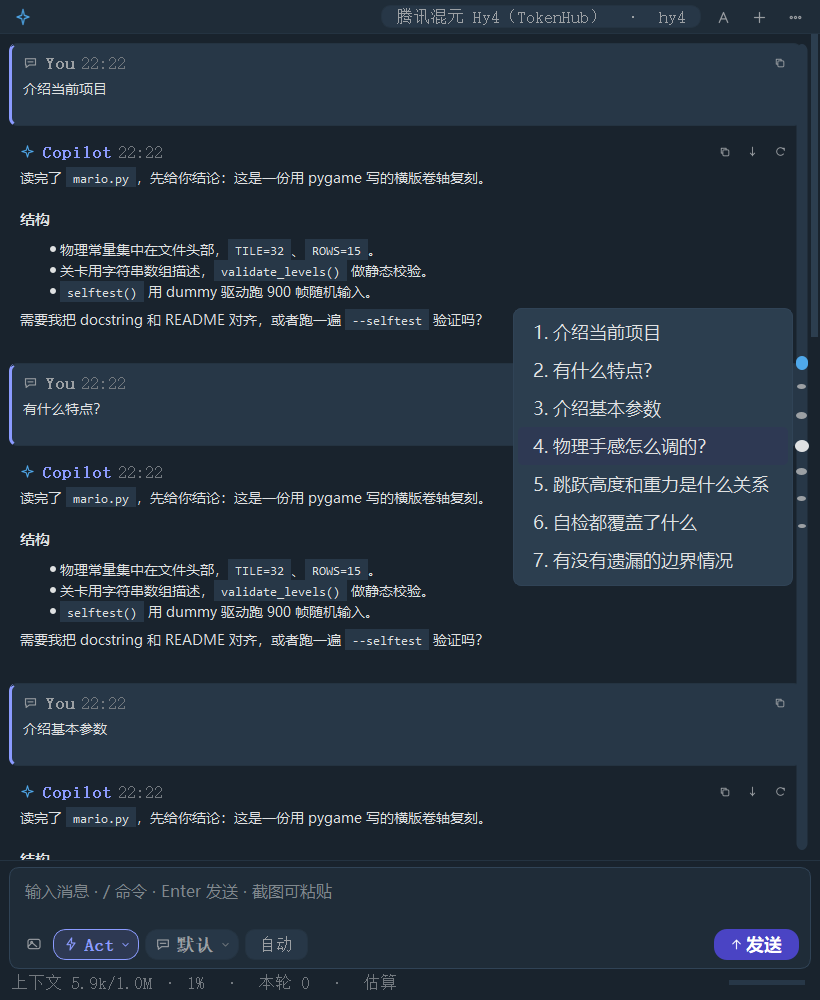 腾讯混元 Hy4（TokenHub） · hy4 A
You 22:22
介绍当前项目
Copilot 22:22
读完了 mario.py，先给你结论：这是一份用 pygame 写的横版卷轴复刻。
结构
• 物理常量集中在文件头部， TILE=32 、 ROWS=15 。
• 关卡用字符串数组描述，validate_levels() 做静态校验。
• selftest() 用 dummy 驱动跑 900 帧随机输入。
需要我把 docstring 和 README 对齐，或者跑一遍 --selftest 验证吗？
1. 介绍当前项目
2. 有什么特点？
3. 介绍基本参数
4. 物理手感怎么调的？
5. 跳跃高度和重力是什么关系
6. 自检都覆盖了什么
7. 有没有遗漏的边界情况
You 22:22
有什么特点？
Copilot 22:22
读完了 mario.py，先给你结论：这是一份用 pygame 写的横版卷轴复刻。
结构
• 物理常量集中在文件头部， TILE=32 、 ROWS=15 。
• 关卡用字符串数组描述，validate_levels() 做静态校验。
• selftest() 用 dummy 驱动跑 900 帧随机输入。
需要我把 docstring 和 README 对齐，或者跑一遍 --selftest 验证吗？
You 22:22
介绍基本参数
Copilot 22:22
读完了 mario.py，先给你结论：这是一份用 pygame 写的横版卷轴复刻。
结构
输入消息 · / 命令 · Enter 发送 · 截图可粘贴
Act 默认 自动 ↑ 发送
上下文 5.9k/1.0M · 1% · 本轮 0 · 估算